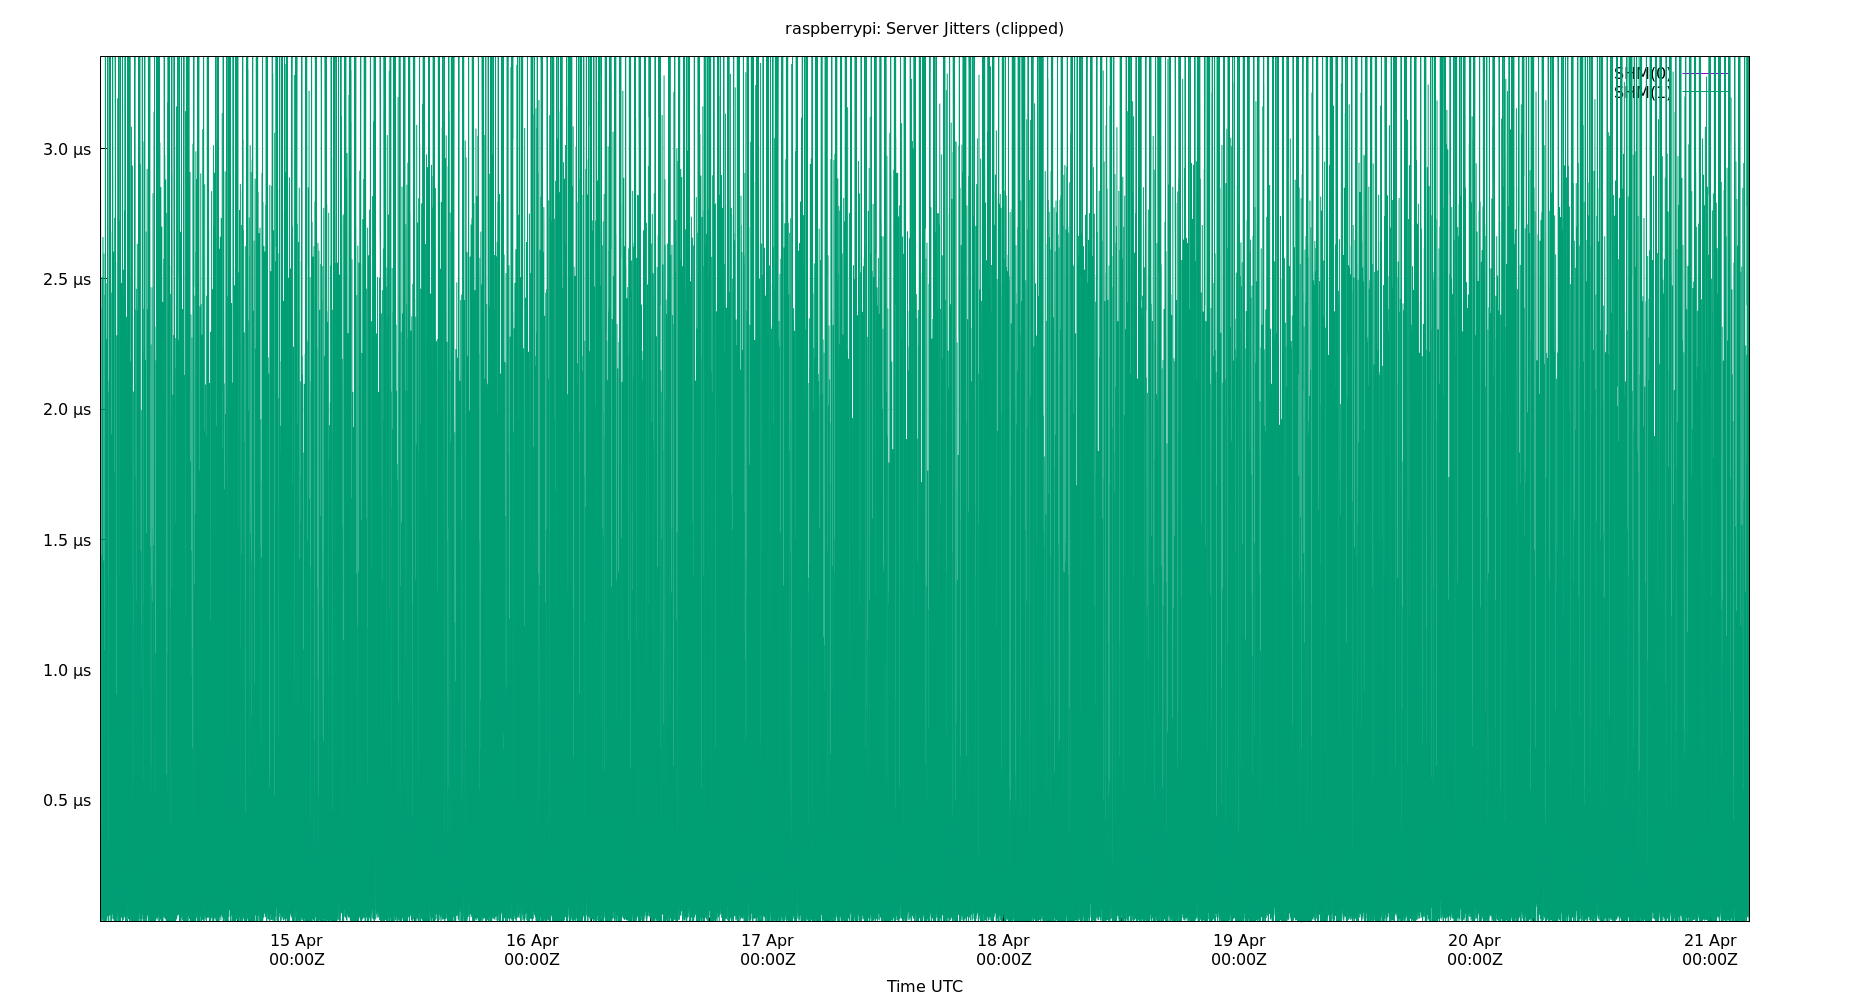 raspberrypi: Server Jitters (clipped)
SHM(0)
SHM(1)
3.0 µs
2.5 µs
2.0 µs
1.5 µs
1.0 µs
0.5 µs
15 Apr 16 Apr 17 Apr 18 Apr 19 Apr 20 Apr 21 Apr
00:00Z 00:00Z 00:00Z 00:00Z 00:00Z 00:00Z 00:00Z
Time UTC